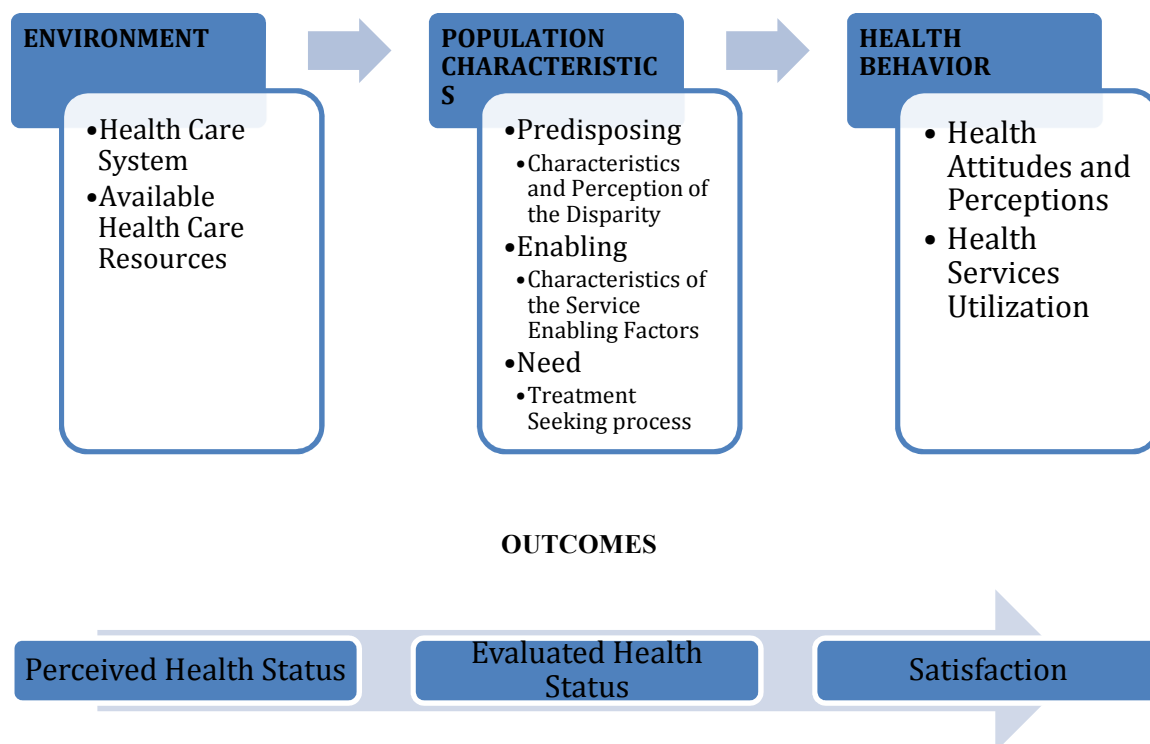 ENVIRONMENT
•Health Care
System
•Available
Health Care
Resources
POPULATION
CHARACTERISTIC
S
•Predisposing
•Characteristics
and Perception of
the Disparity
•Enabling
•Characteristics of
the Service
Enabling Factors
•Need
•Treatment
Seeking process
HEALTH
BEHAVIOR
• Health
Attitudes and
Perceptions
• Health
Services
Utilization
OUTCOMES
Perceived Health Status
Evaluated Health
Status
Satisfaction